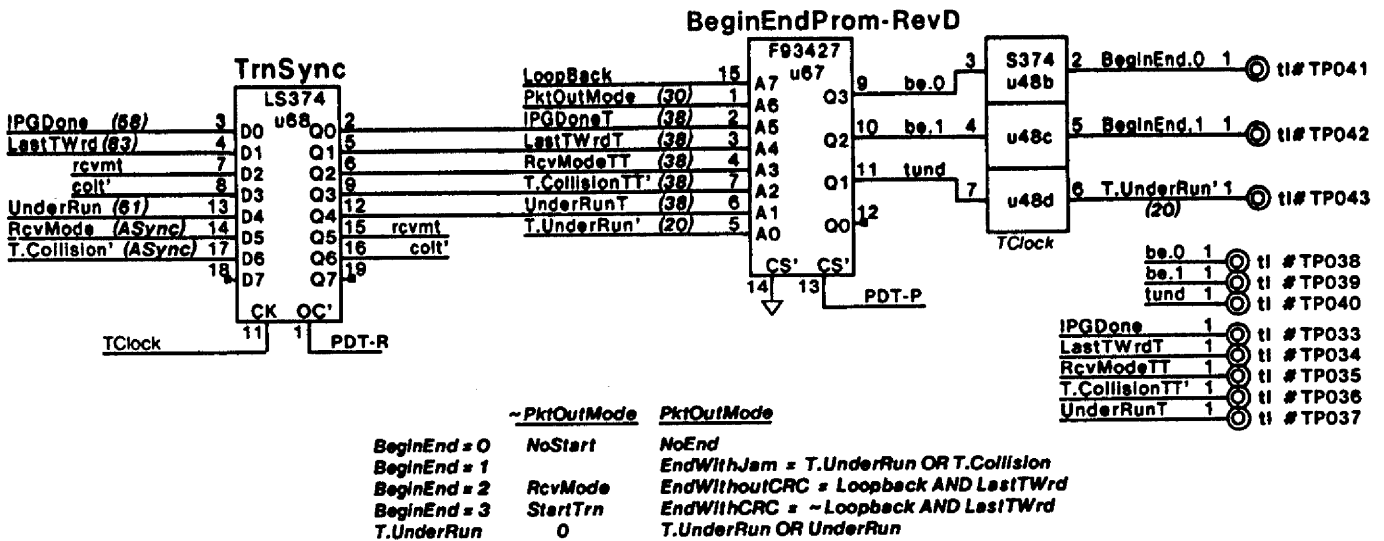 BeginEndProm-RevD
TrnSync
LS374
u68
IPGDone (58) 3 D0 Q0 2
LastTWrd (63) 4 D1 Q1 5
rcvmt 7 D2 Q2 6
colt' 8 D3 Q3 9
UnderRun (61) 13 D4 Q4 12
RcvMode (ASync) 14 D5 Q5 15 rcvmt
T.Collision' (ASync) 17 D6 Q6 16 colt'
18 D7 Q7 19
CK OC'
11 1
TClock PDT-R
F93427
u67
LoopBack 15 A7
PktOutMode (30) 1 A6
IPGDoneT (38) 2 A5
LastTWrdT (38) 3 A4
RcvModeTT (38) 4 A3
T.CollisionTT' (38) 7 A2
UnderRunT (38) 6 A1
T.UnderRun' (20) 5 A0
Q3 9 be.0
Q2 10 be.1
Q1 11 tund
Q0 12
CS' CS'
14 13
PDT-P
3 S374 u48b 2 BeginEnd.0 1 tl#TP041
4 u48c 5 BeginEnd.1 1 tl#TP042
7 u48d 6 T.UnderRun' 1 tl#TP043
(20)
TClock
be.0 1 tl #TP038
be.1 1 tl #TP039
tund 1 tl #TP040
IPGDone 1 tl #TP033
LastTWrdT 1 tl #TP034
RcvModeTT 1 tl #TP035
T.CollisionTT' 1 tl #TP036
UnderRunT 1 tl #TP037
~PktOutMode PktOutMode
BeginEnd = 0 NoStart NoEnd
BeginEnd = 1 EndWithJam = T.UnderRun OR T.Collision
BeginEnd = 2 RcvMode EndWithoutCRC = Loopback AND LastTWrd
BeginEnd = 3 StartTrn EndWithCRC = ~Loopback AND LastTWrd
T.UnderRun 0 T.UnderRun OR UnderRun